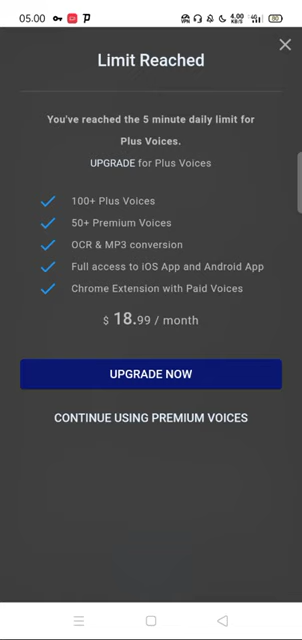 05.00
4.00
KB/S
4G
80
Limit Reached
You've reached the 5 minute daily limit for
Plus Voices.
UPGRADE for Plus Voices
100+ Plus Voices
50+ Premium Voices
OCR & MP3 conversion
Full access to iOS App and Android App
Chrome Extension with Paid Voices
$ 18.99 / month
UPGRADE NOW
CONTINUE USING PREMIUM VOICES